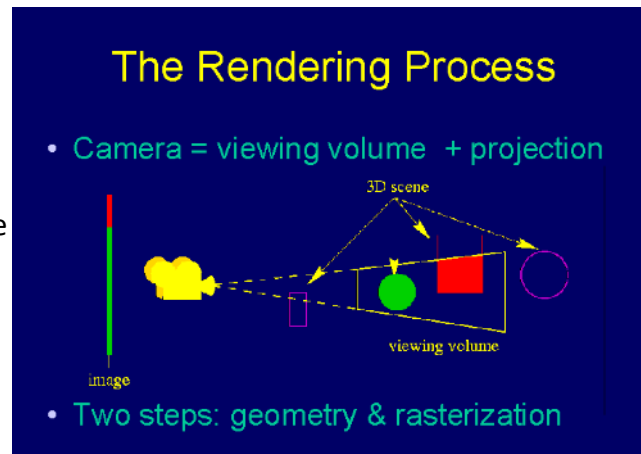 The Rendering Process
• Camera = viewing volume + projection
3D scene
e
viewing volume
image
• Two steps: geometry & rasterization